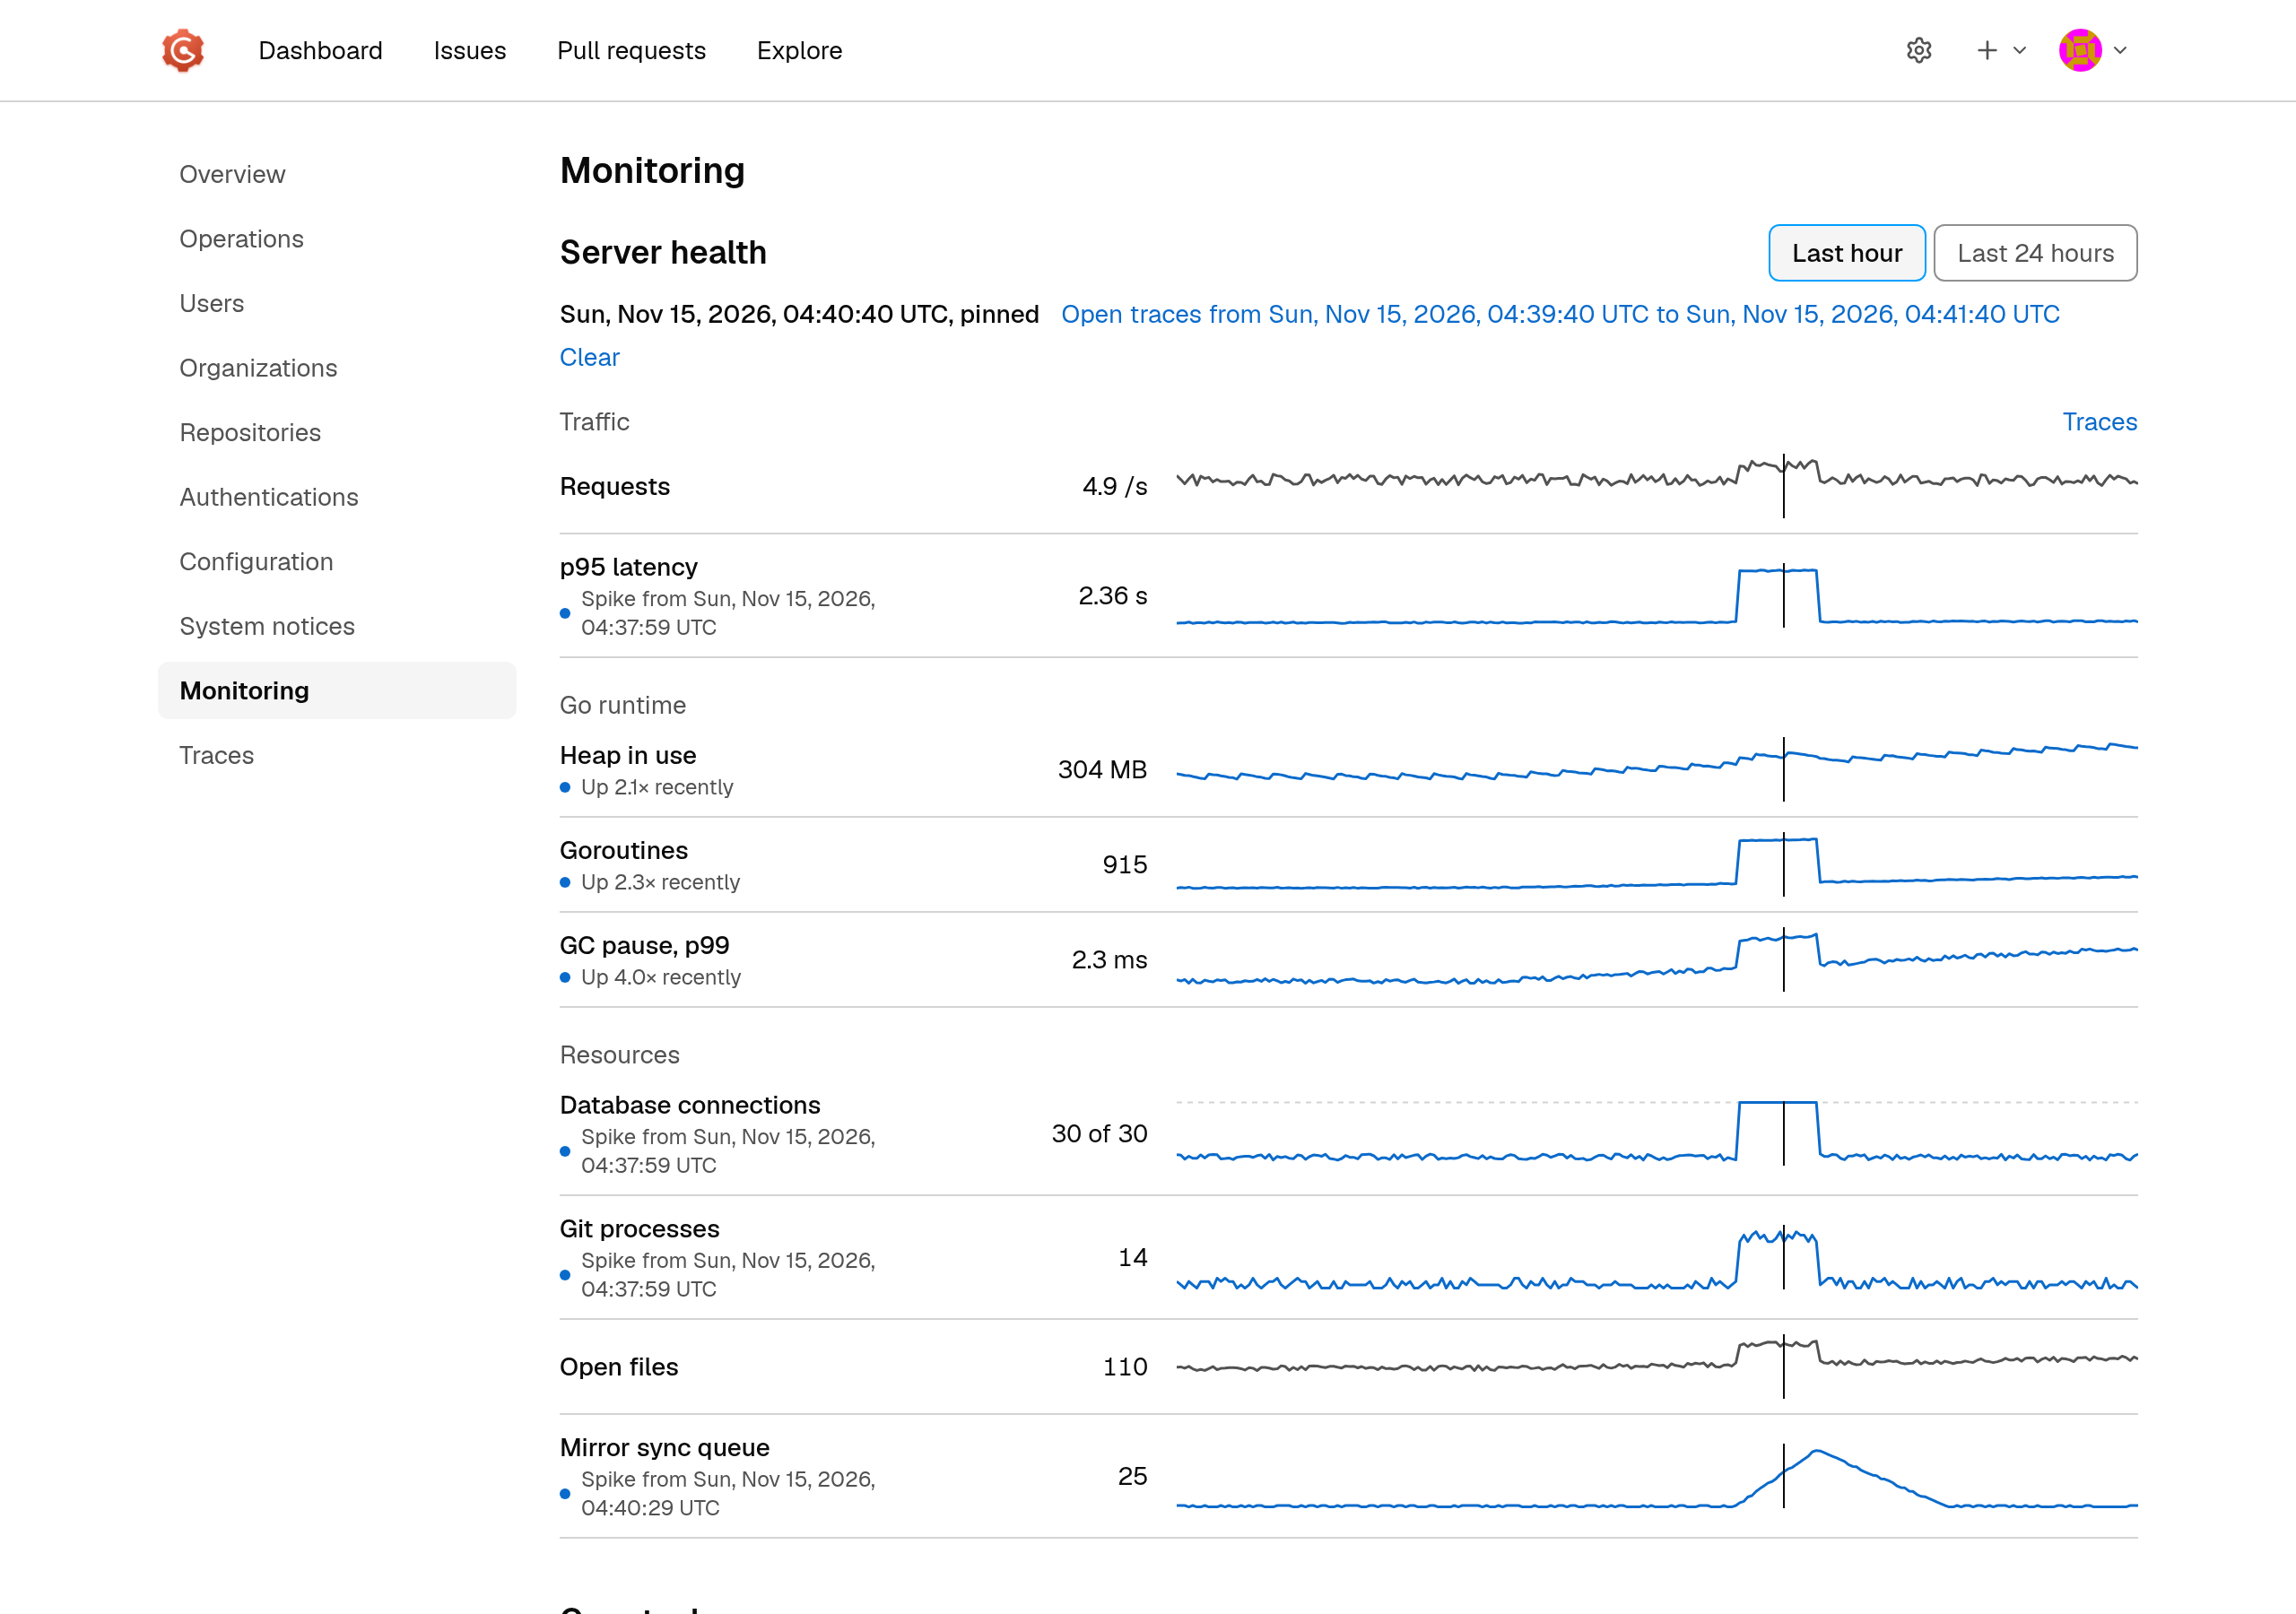 Dashboard Issues Pull requests Explore
Overview
Operations
Users
Organizations
Repositories
Authentications
Configuration
System notices
Monitoring
Traces
Monitoring
Server health
Last hour Last 24 hours
Sun, Nov 15, 2026, 04:40:40 UTC, pinned Open traces from Sun, Nov 15, 2026, 04:39:40 UTC to Sun, Nov 15, 2026, 04:41:40 UTC
Clear
Traffic Traces
Requests 4.9 /s
p95 latency
Spike from Sun, Nov 15, 2026,
04:37:59 UTC
2.36 s
Go runtime
Heap in use
Up 2.1× recently
304 MB
Goroutines
Up 2.3× recently
915
GC pause, p99
Up 4.0× recently
2.3 ms
Resources
Database connections
Spike from Sun, Nov 15, 2026,
04:37:59 UTC
30 of 30
Git processes
Spike from Sun, Nov 15, 2026,
04:37:59 UTC
14
Open files 110
Mirror sync queue
Spike from Sun, Nov 15, 2026,
04:40:29 UTC
25